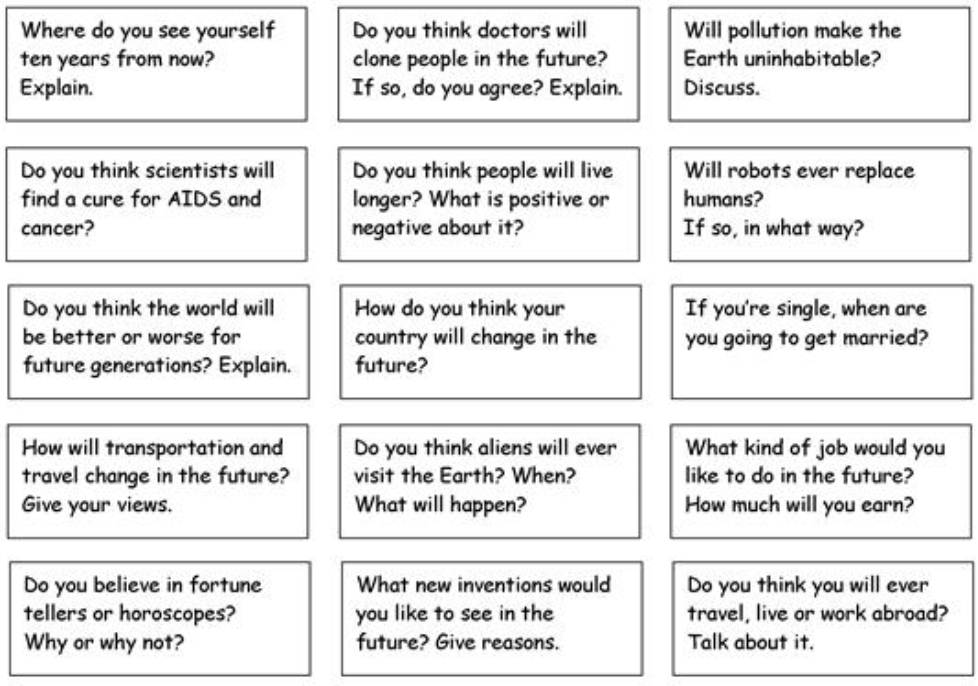 Where do you see yourself
ten years from now?
Explain.
Do you think doctors will
clone people in the future?
If so, do you agree? Explain.
Will pollution make the
Earth uninhabitable?
Discuss.
Do you think scientists will
find a cure for AIDS and
cancer?
Do you think people will live
longer? What is positive or
negative about it?
Will robots ever replace
humans?
If so, in what way?
Do you think the world will
be better or worse for
future generations? Explain.
How do you think your
country will change in the
future?
If you're single, when are
you going to get married?
How will transportation and
travel change in the future?
Give your views.
Do you think aliens will ever
visit the Earth? When?
What will happen?
What kind of job would you
like to do in the future?
How much will you earn?
Do you believe in fortune
tellers or horoscopes?
Why or why not?
What new inventions would
you like to see in the
future? Give reasons.
Do you think you will ever
travel, live or work abroad?
Talk about it.